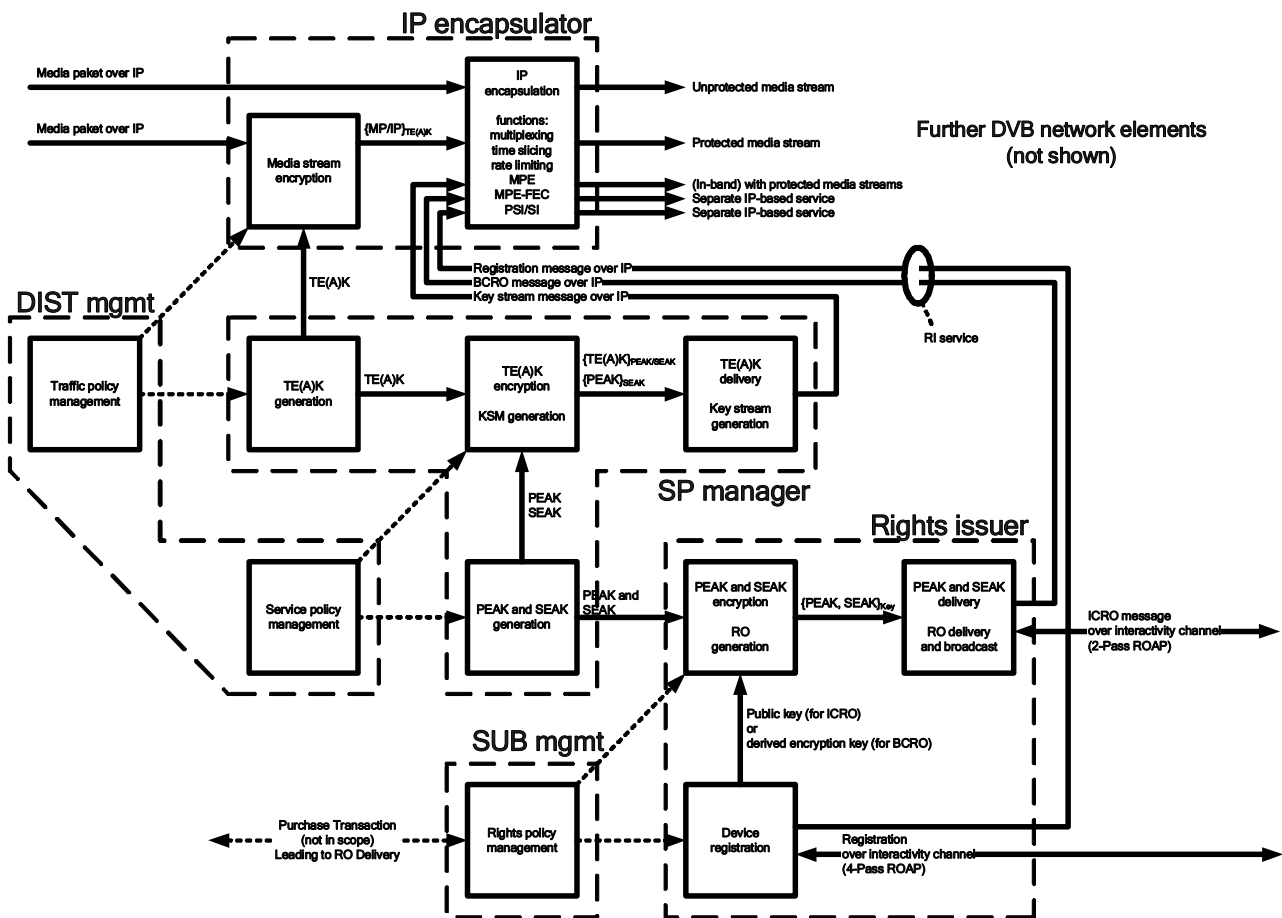 IP encapsulator
Media paket over IP
IP
encapsulation
functions:
multiplexing
time slicing
rate limiting
MPE
MPE-FEC
PSI/SI
Unprotected media stream
Media paket over IP
{MP/IP}TE(A)K
Media stream
encryption
Protected media stream
Further DVB network elements
(not shown)
(In-band) with protected media streams
Separate IP-based service
Separate IP-based service
Registration message over IP
BCRO message over IP
Key stream message over IP
TE(A)K
RI service
DIST mgmt
Traffic policy
management
TE(A)K
generation
TE(A)K
TE(A)K
encryption
KSM generation
{TE(A)K}PEAK/SEAK
{PEAK}SEAK
TE(A)K
delivery
Key stream
generation
SP manager
PEAK
SEAK
Rights issuer
Service policy
management
PEAK and SEAK
generation
PEAK and
SEAK
PEAK and SEAK
encryption
RO
generation
{PEAK, SEAK}Key
PEAK and SEAK
delivery
RO delivery
and broadcast
ICRO message
over interactivity channel
(2-Pass ROAP)
Public key (for ICRO)
or
derived encryption key (for BCRO)
SUB mgmt
Purchase Transaction
(not in scope)
Leading to RO Delivery
Rights policy
management
Device
registration
Registration
over interactivity channel
(4-Pass ROAP)